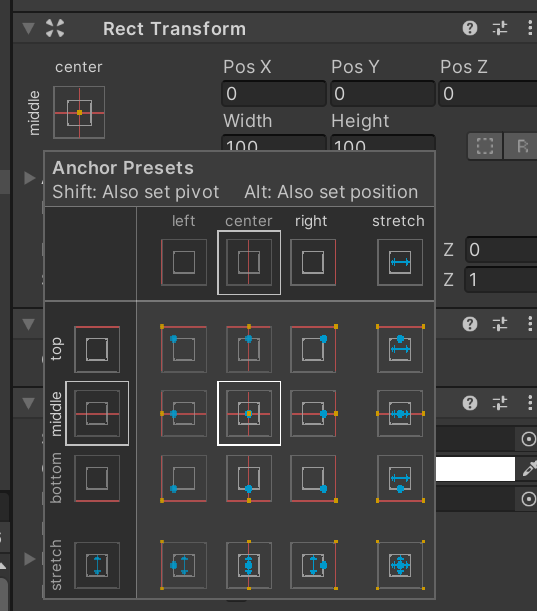 Rect Transform
center
middle
Pos X Pos Y Pos Z
0 0 0
Width Height
100 100
R
Anchor Presets
Shift: Also set pivot Alt: Also set position
left center right stretch
Z 0
Z 1
top
middle
bottom
stretch